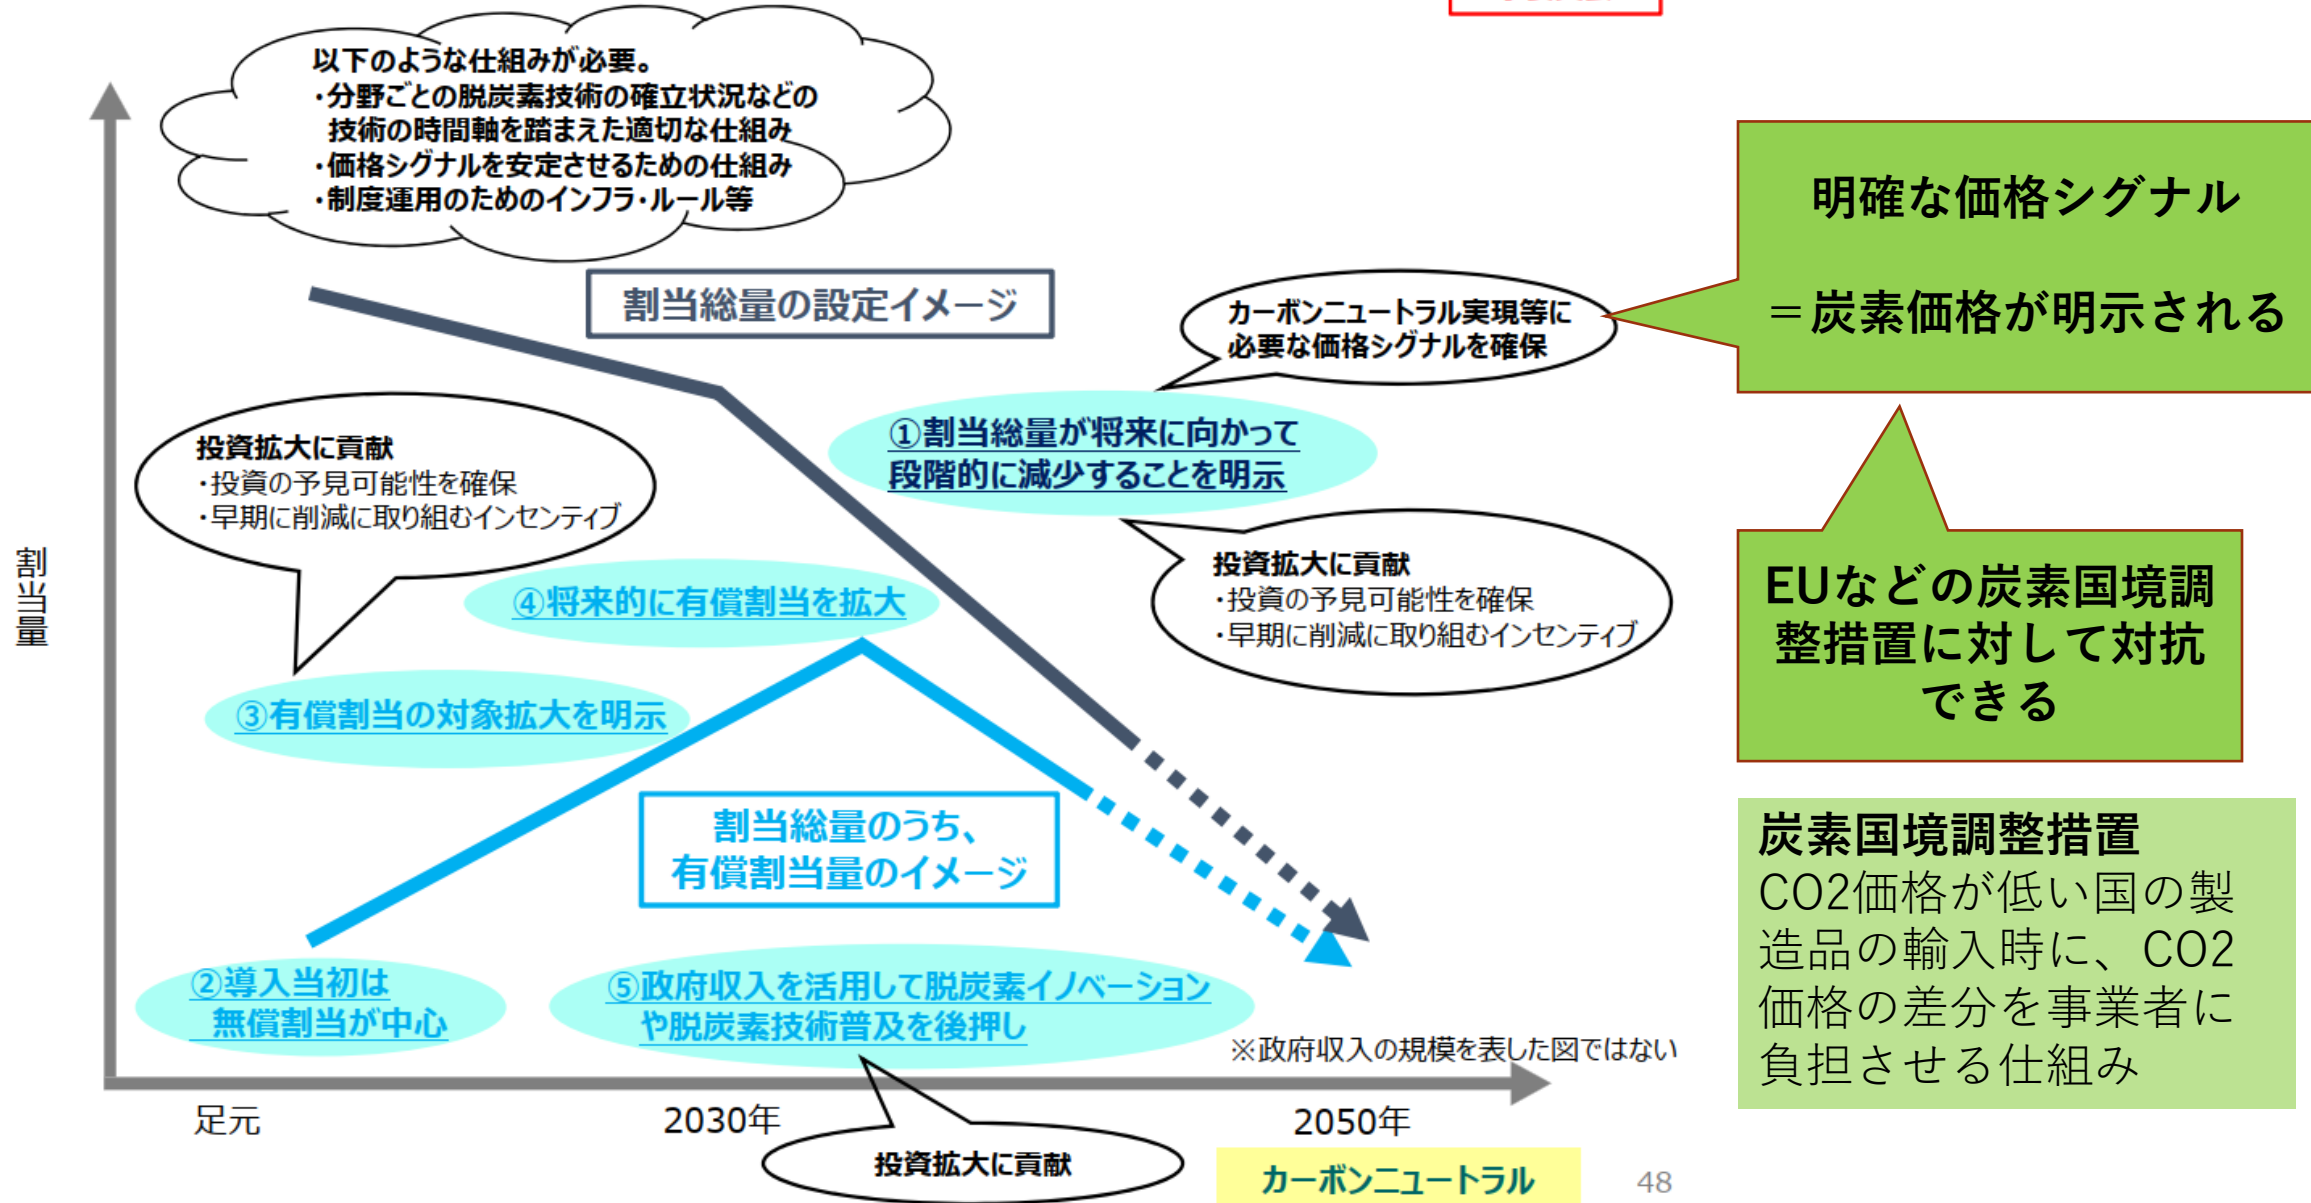 以下のような仕組みが必要。
・分野ごとの脱炭素技術の確立状況などの
技術の時間軸を踏まえた適切な仕組み
・価格シグナルを安定させるための仕組み
・制度運用のためのインフラ・ルール等
割当総量の設定イメージ
カーボンニュートラル実現等に
必要な価格シグナルを確保
明確な価格シグナル
＝炭素価格が明示される
①割当総量が将来に向かって
段階的に減少することを明示
投資拡大に貢献
・投資の予見可能性を確保
・早期に削減に取り組むインセンティブ
投資拡大に貢献
・投資の予見可能性を確保
・早期に削減に取り組むインセンティブ
EUなどの炭素国境調
整措置に対して対抗
できる
割当量
④将来的に有償割当を拡大
③有償割当の対象拡大を明示
割当総量のうち、
有償割当量のイメージ
炭素国境調整措置
CO2価格が低い国の製
造品の輸入時に、CO2
価格の差分を事業者に
負担させる仕組み
②導入当初は
無償割当が中心
⑤政府収入を活用して脱炭素イノベーション
や脱炭素技術普及を後押し
※政府収入の規模を表した図ではない
足元
2030年
2050年
投資拡大に貢献
カーボンニュートラル
48